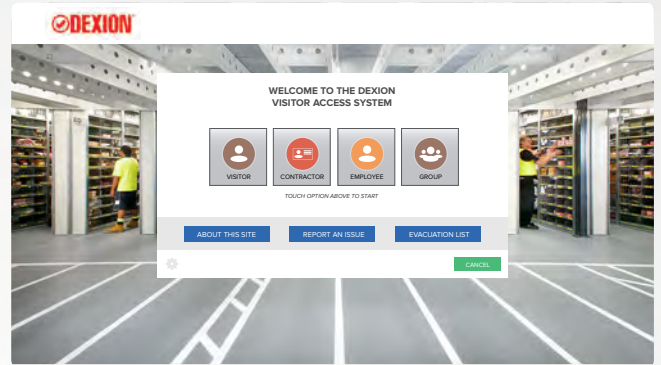 DEXION
WELCOME TO THE DEXION
VISITOR ACCESS SYSTEM
VISITOR
CONTRACTOR
EMPLOYEE
GROUP
TOUCH OPTION ABOVE TO START
ABOUT THIS SITE
REPORT AN ISSUE
EVACUATION LIST
CANCEL